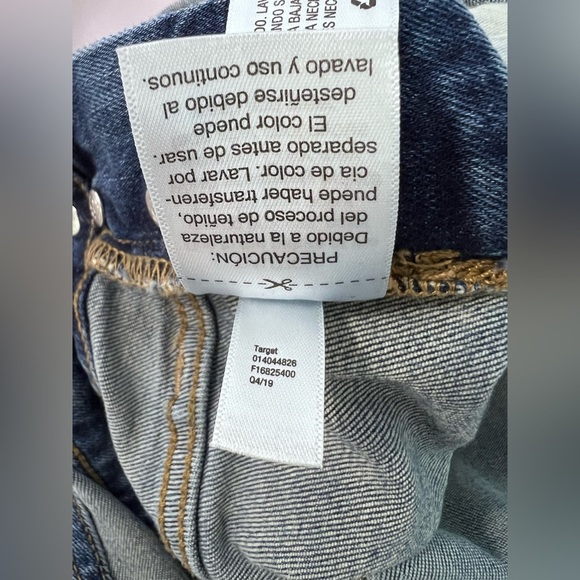 PRECAUCIÓN:
Debido a la naturaleza
del proceso de teñido,
puede haber transferen-
cia de color. Lavar por
separado antes de usar.
El color puede
desteñirse debido al
lavado y uso continuos.
Target
014044826
F16825400
Q4/19